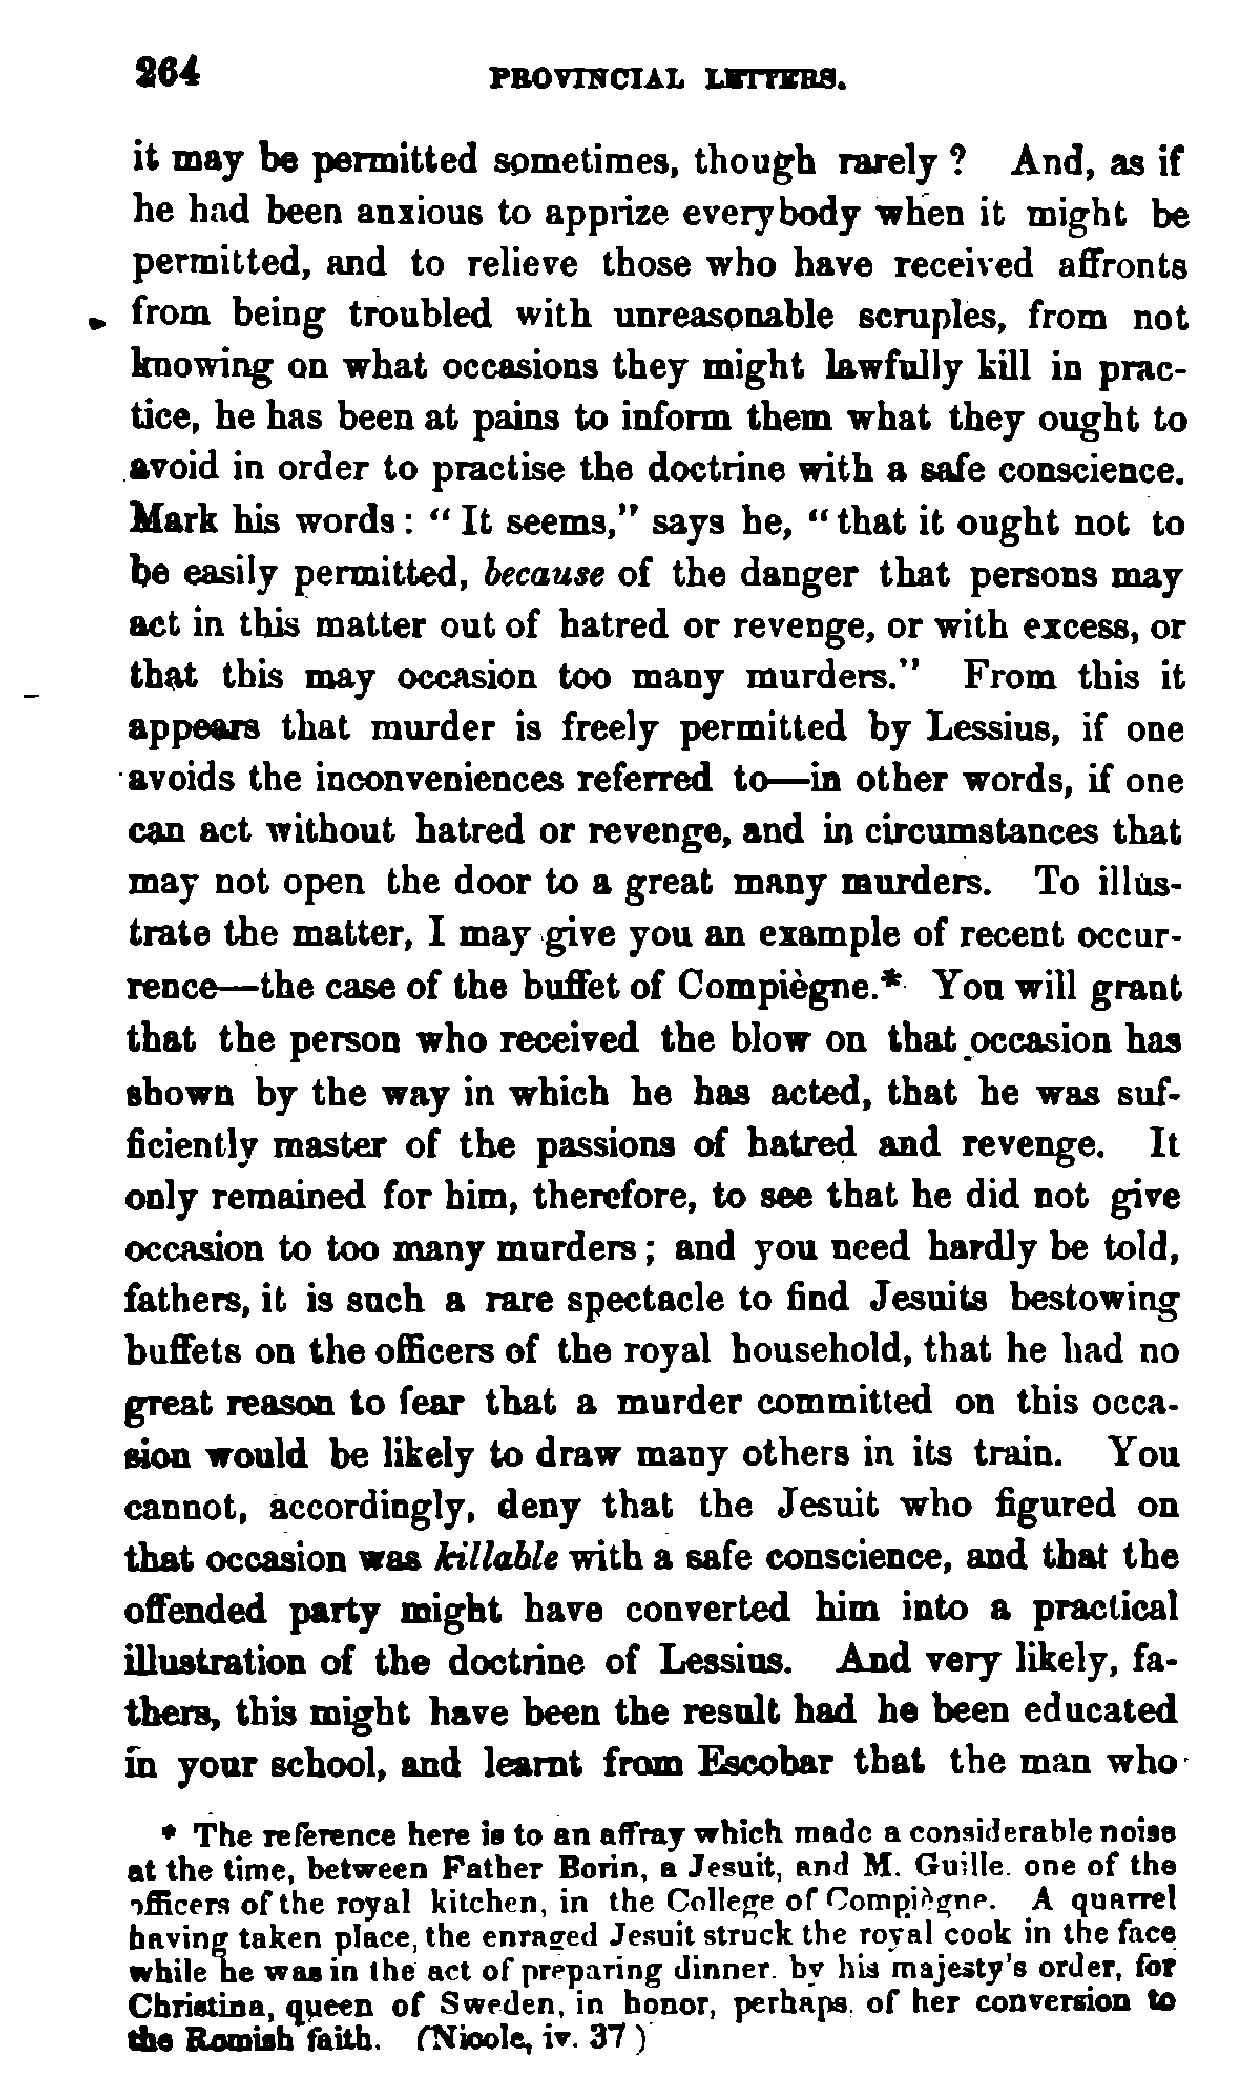 264 PROVINCIAL LETTERS.
it may be permitted sometimes, though rarely? And, as if
he had been anxious to apprize everybody when it might be
permitted, and to relieve those who have received affronts
from being troubled with unreasonable scruples, from not
knowing on what occasions they might lawfully kill in prac-
tice, he has been at pains to inform them what they ought to
avoid in order to practise the doctrine with a safe conscience.
Mark his words: "It seems," says he, "that it ought not to
be easily permitted, because of the danger that persons may
act in this matter out of hatred or revenge, or with excess, or
that this may occasion too many murders." From this it
appears that murder is freely permitted by Lessius, if one
avoids the inconveniences referred to—in other words, if one
can act without hatred or revenge, and in circumstances that
may not open the door to a great many murders. To illus-
trate the matter, I may give you an example of recent occur-
rence—the case of the buffet of Compiègne.* You will grant
that the person who received the blow on that occasion has
shown by the way in which he has acted, that he was suf-
ficiently master of the passions of hatred and revenge. It
only remained for him, therefore, to see that he did not give
occasion to too many murders; and you need hardly be told,
fathers, it is such a rare spectacle to find Jesuits bestowing
buffets on the officers of the royal household, that he had no
great reason to fear that a murder committed on this occa-
sion would be likely to draw many others in its train. You
cannot, accordingly, deny that the Jesuit who figured on
that occasion was killable with a safe conscience, and that the
offended party might have converted him into a practical
illustration of the doctrine of Lessius. And very likely, fa-
thers, this might have been the result had he been educated
in your school, and learnt from Escobar that the man who
* The reference here is to an affray which made a considerable noise
at the time, between Father Borin, a Jesuit, and M. Guille. one of the
officers of the royal kitchen, in the College of Compiègne. A quarrel
having taken place, the enraged Jesuit struck the royal cook in the face
while he was in the act of preparing dinner. by his majesty's order, for
Christina, queen of Sweden, in honor, perhaps. of her conversion to
the Romish faith. (Nicole, iv. 37)